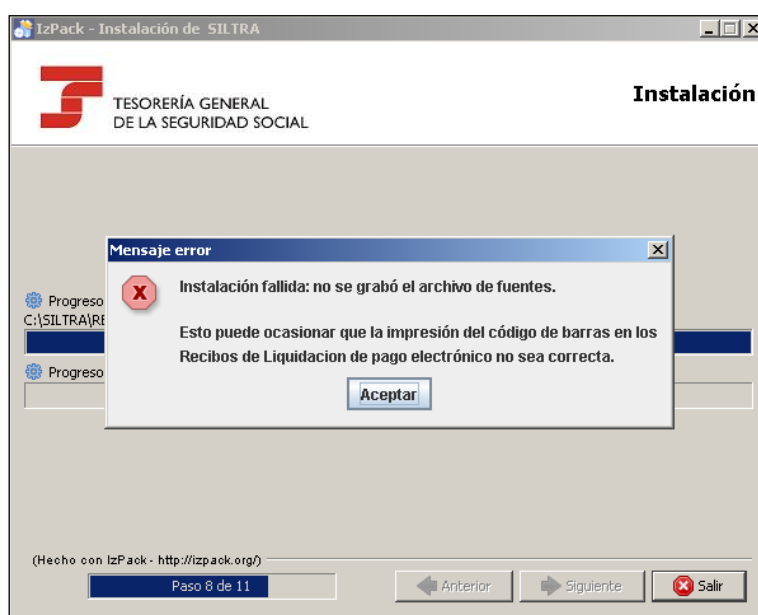 IzPack - Instalación de SILTRA
TESORERÍA GENERAL
DE LA SEGURIDAD SOCIAL
Instalación
Mensaje error
Instalación fallida: no se grabó el archivo de fuentes.
Esto puede ocasionar que la impresión del código de barras en los
Recibos de Liquidacion de pago electrónico no sea correcta.
Aceptar
Progreso
C:\SILTRA\RE
Progreso
(Hecho con IzPack - http://izpack.org/)
Paso 8 de 11
Anterior
Siguiente
Salir